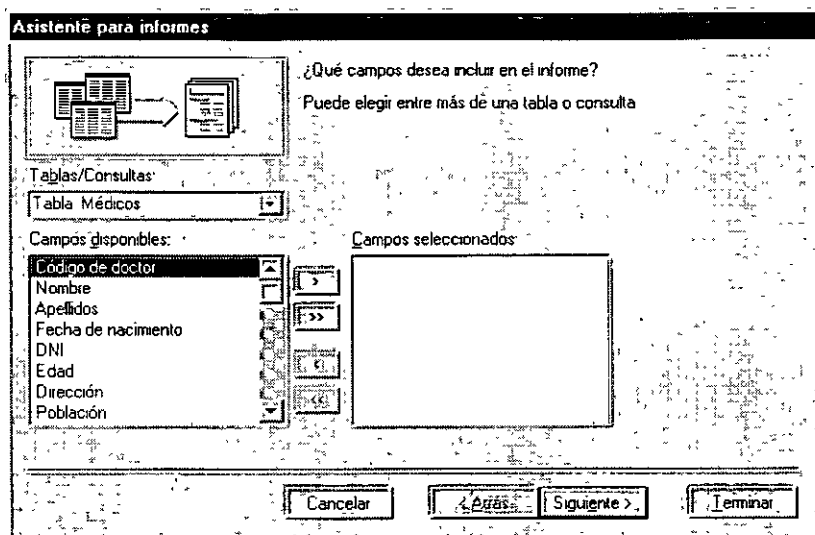 Asistente para informes
¿Qué campos desea incluir en el informe?
Puede elegir entre más de una tabla o consulta
Tablas/Consultas:
Tabla Médicos
Campos disponibles:
Campos seleccionados:
Código de doctor
Nombre
Apellidos
Fecha de nacimiento
DNI
Edad
Dirección
Población
>
>>
<
<<
Cancelar
< Atrás
Siguiente >
Terminar